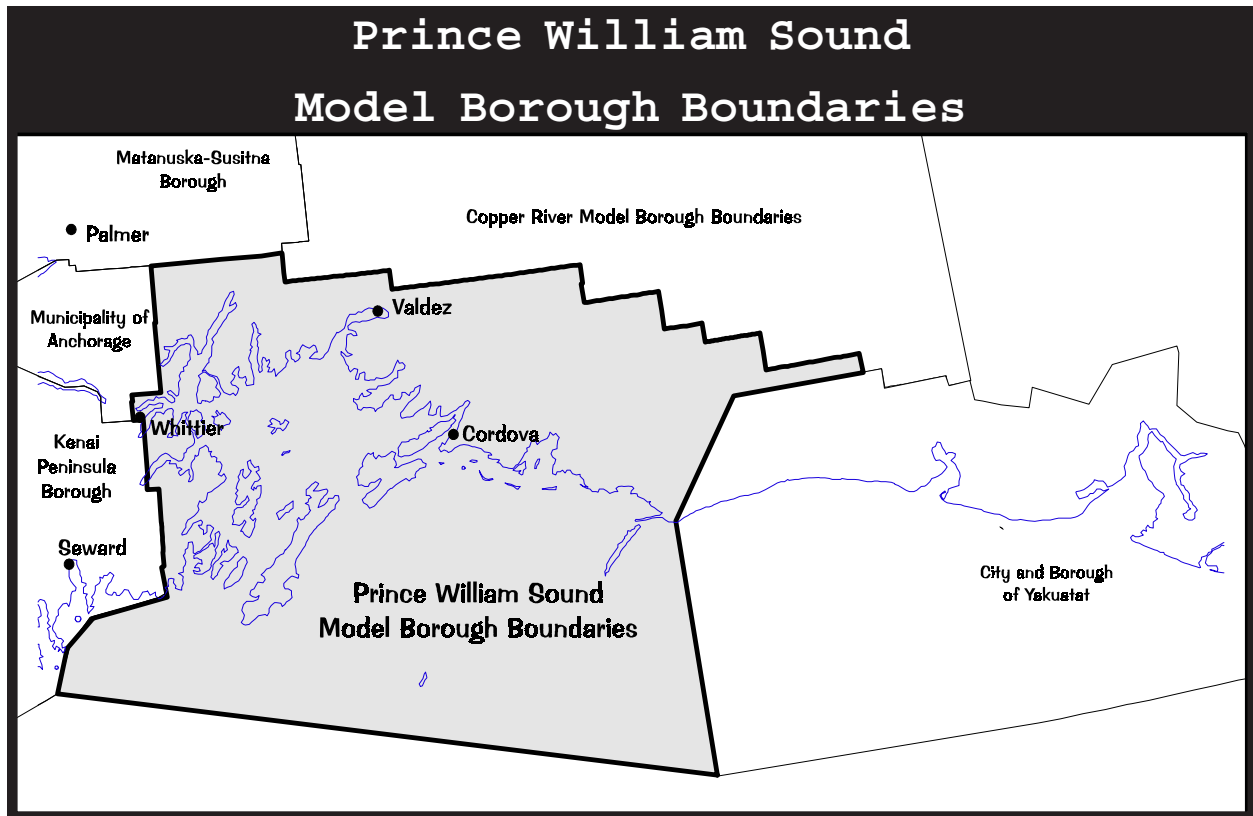 Prince William Sound
Model Borough Boundaries
Matanuska-Susitna
Borough
Copper River Model Borough Boundaries
Palmer
Municipality of
Anchorage
Valdez
Whittier
Cordova
Kenai
Peninsula
Borough
Seward
City and Borough
of Yakuatat
Prince William Sound
Model Borough Boundaries